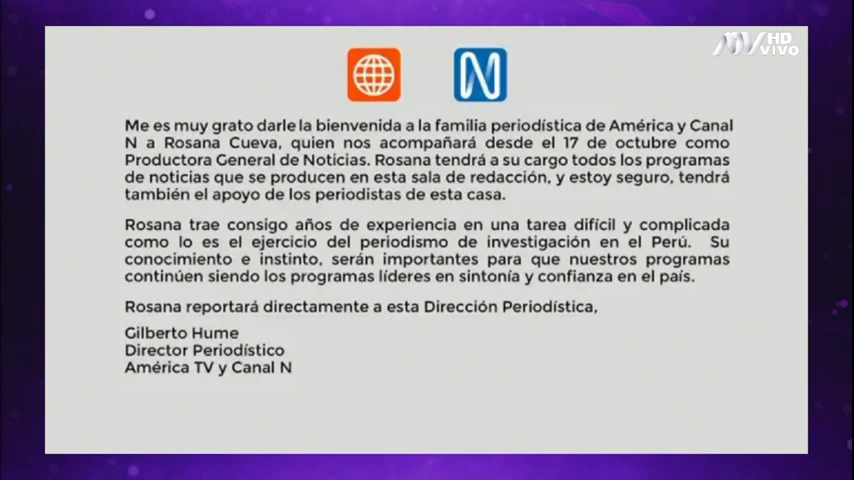 ATV HD
VIVO
N
Me es muy grato darle la bienvenida a la familia periodística de América y Canal
N a Rosana Cueva, quien nos acompañará desde el 17 de octubre como
Productora General de Noticias. Rosana tendrá a su cargo todos los programas
de noticias que se producen en esta sala de redacción, y estoy seguro, tendrá
también el apoyo de los periodistas de esta casa.
Rosana trae consigo años de experiencia en una tarea difícil y complicada
como lo es el ejercicio del periodismo de investigación en el Perú. Su
conocimiento e instinto, serán importantes para que nuestros programas
continúen siendo los programas líderes en sintonía y confianza en el país.
Rosana reportará directamente a esta Dirección Periodística,
Gilberto Hume
Director Periodístico
América TV y Canal N